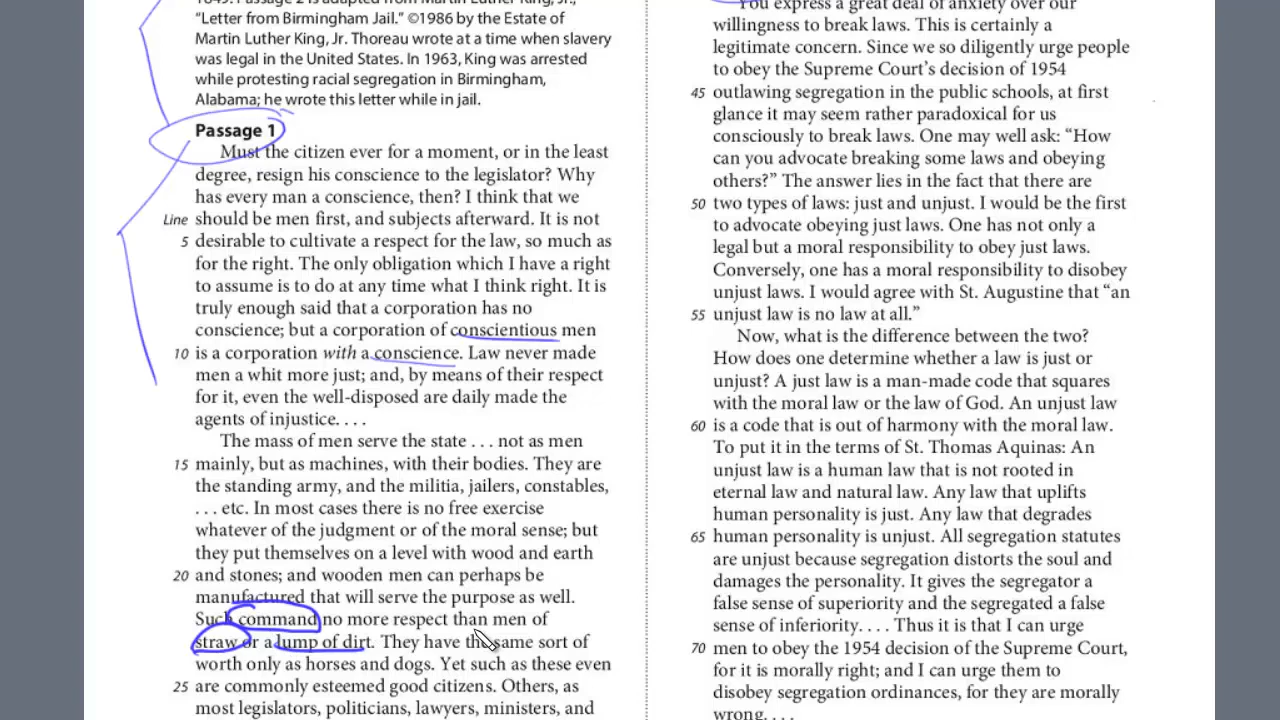 1849. Passage 2 is adapted from Martin Luther King, Jr.,
“Letter from Birmingham Jail.” ©1986 by the Estate of
Martin Luther King, Jr. Thoreau wrote at a time when slavery
was legal in the United States. In 1963, King was arrested
while protesting racial segregation in Birmingham,
Alabama; he wrote this letter while in jail.
Passage 1
Must the citizen ever for a moment, or in the least
degree, resign his conscience to the legislator? Why
has every man a conscience, then? I think that we
Line should be men first, and subjects afterward. It is not
5 desirable to cultivate a respect for the law, so much as
for the right. The only obligation which I have a right
to assume is to do at any time what I think right. It is
truly enough said that a corporation has no
conscience; but a corporation of conscientious men
10 is a corporation with a conscience. Law never made
men a whit more just; and, by means of their respect
for it, even the well-disposed are daily made the
agents of injustice. . . .
The mass of men serve the state . . . not as men
15 mainly, but as machines, with their bodies. They are
the standing army, and the militia, jailers, constables,
. . . etc. In most cases there is no free exercise
whatever of the judgment or of the moral sense; but
they put themselves on a level with wood and earth
20 and stones; and wooden men can perhaps be
manufactured that will serve the purpose as well.
Such command no more respect than men of
straw or a lump of dirt. They have the same sort of
worth only as horses and dogs. Yet such as these even
25 are commonly esteemed good citizens. Others, as
most legislators, politicians, lawyers, ministers, and
You express a great deal of anxiety over our
willingness to break laws. This is certainly a
legitimate concern. Since we so diligently urge people
to obey the Supreme Court’s decision of 1954
45 outlawing segregation in the public schools, at first
glance it may seem rather paradoxical for us
consciously to break laws. One may well ask: “How
can you advocate breaking some laws and obeying
others?” The answer lies in the fact that there are
50 two types of laws: just and unjust. I would be the first
to advocate obeying just laws. One has not only a
legal but a moral responsibility to obey just laws.
Conversely, one has a moral responsibility to disobey
unjust laws. I would agree with St. Augustine that “an
55 unjust law is no law at all.”
Now, what is the difference between the two?
How does one determine whether a law is just or
unjust? A just law is a man-made code that squares
with the moral law or the law of God. An unjust law
60 is a code that is out of harmony with the moral law.
To put it in the terms of St. Thomas Aquinas: An
unjust law is a human law that is not rooted in
eternal law and natural law. Any law that uplifts
human personality is just. Any law that degrades
65 human personality is unjust. All segregation statutes
are unjust because segregation distorts the soul and
damages the personality. It gives the segregator a
false sense of superiority and the segregated a false
sense of inferiority. . . . Thus it is that I can urge
70 men to obey the 1954 decision of the Supreme Court,
for it is morally right; and I can urge them to
disobey segregation ordinances, for they are morally
wrong. . . .